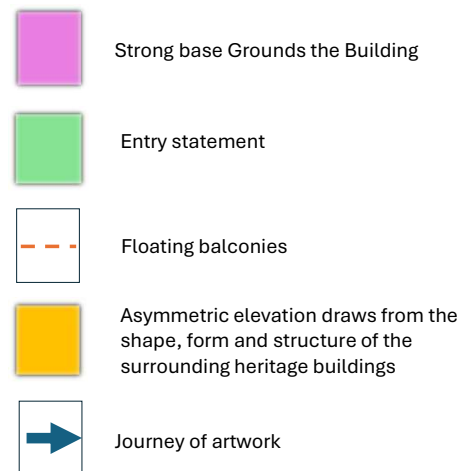 Strong base Grounds the Building
Entry statement
Floating balconies
Asymmetric elevation draws from the
shape, form and structure of the
surrounding heritage buildings
Journey of artwork